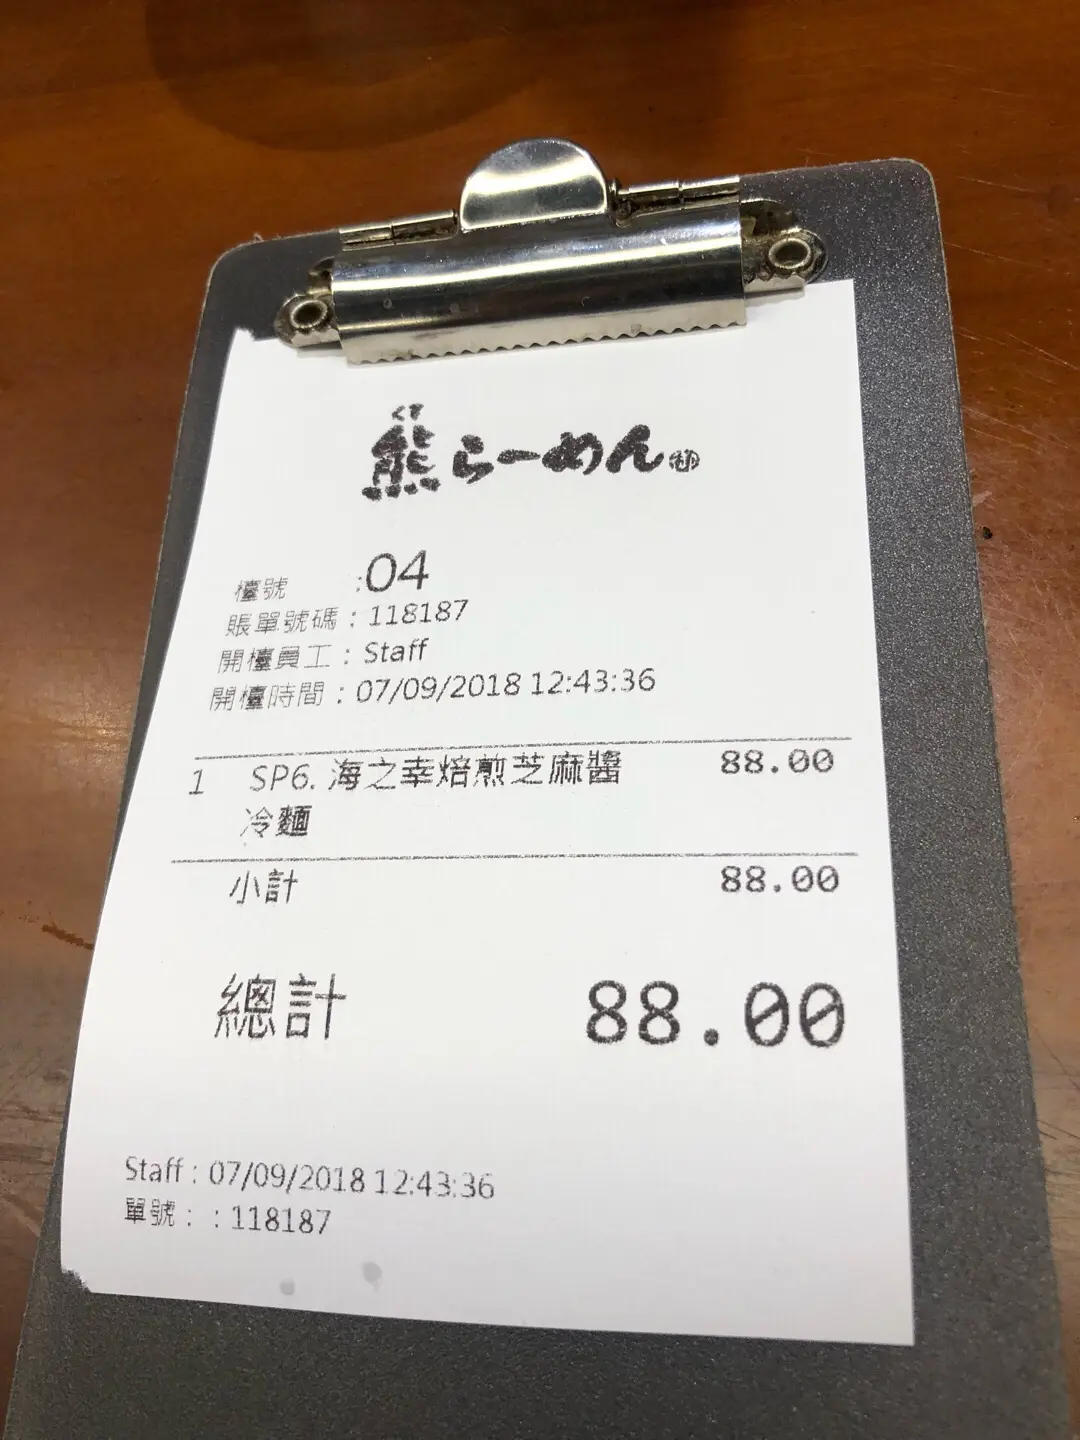 くま
熊らーめん
檯號 :04
賬單號碼：118187
開檯員工：Staff
開檯時間：07/09/2018 12:43:36
1 SP6. 海之幸焙煎芝麻醬 88.00
冷麵
小計 88.00
總計 88.00
Staff : 07/09/2018 12:43:36
單號： : 118187